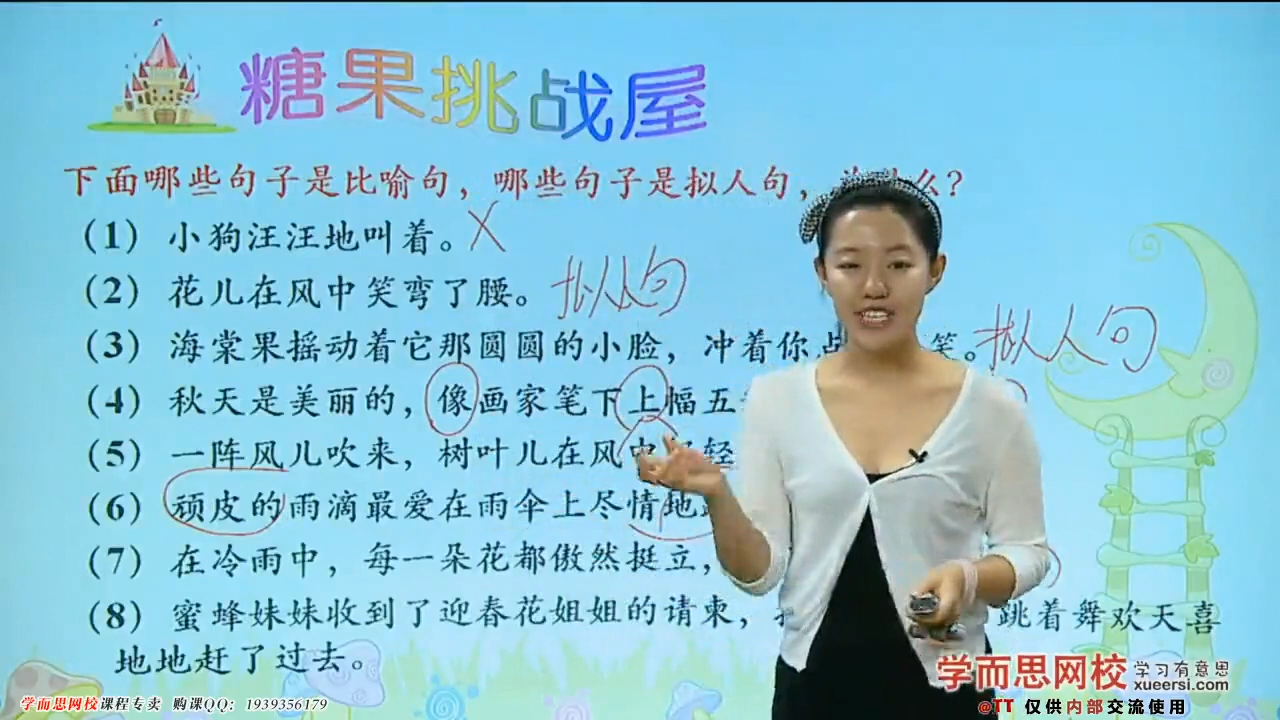 糖果挑战屋
下面哪些句子是比喻句，哪些句子是拟人句，
（1）小狗汪汪地叫着。X
（2）花儿在风中笑弯了腰。拟人句
（3）海棠果摇动着它那圆圆的小脸，冲着你点 笑。拟人句
（4）秋天是美丽的，像画家笔下上幅五
（5）一阵风儿吹来，树叶儿在风中 轻
（6）顽皮的雨滴最爱在雨伞上尽情地
（7）在冷雨中，每一朵花都傲然挺立，
（8）蜜蜂妹妹收到了迎春花姐姐的请柬， 跳着舞欢天喜
地地赶了过去。
学而思网校 学习有意思
xueersi.com
学而思网校课程专卖 购课QQ：1939356179
@TT 仅供内部交流使用